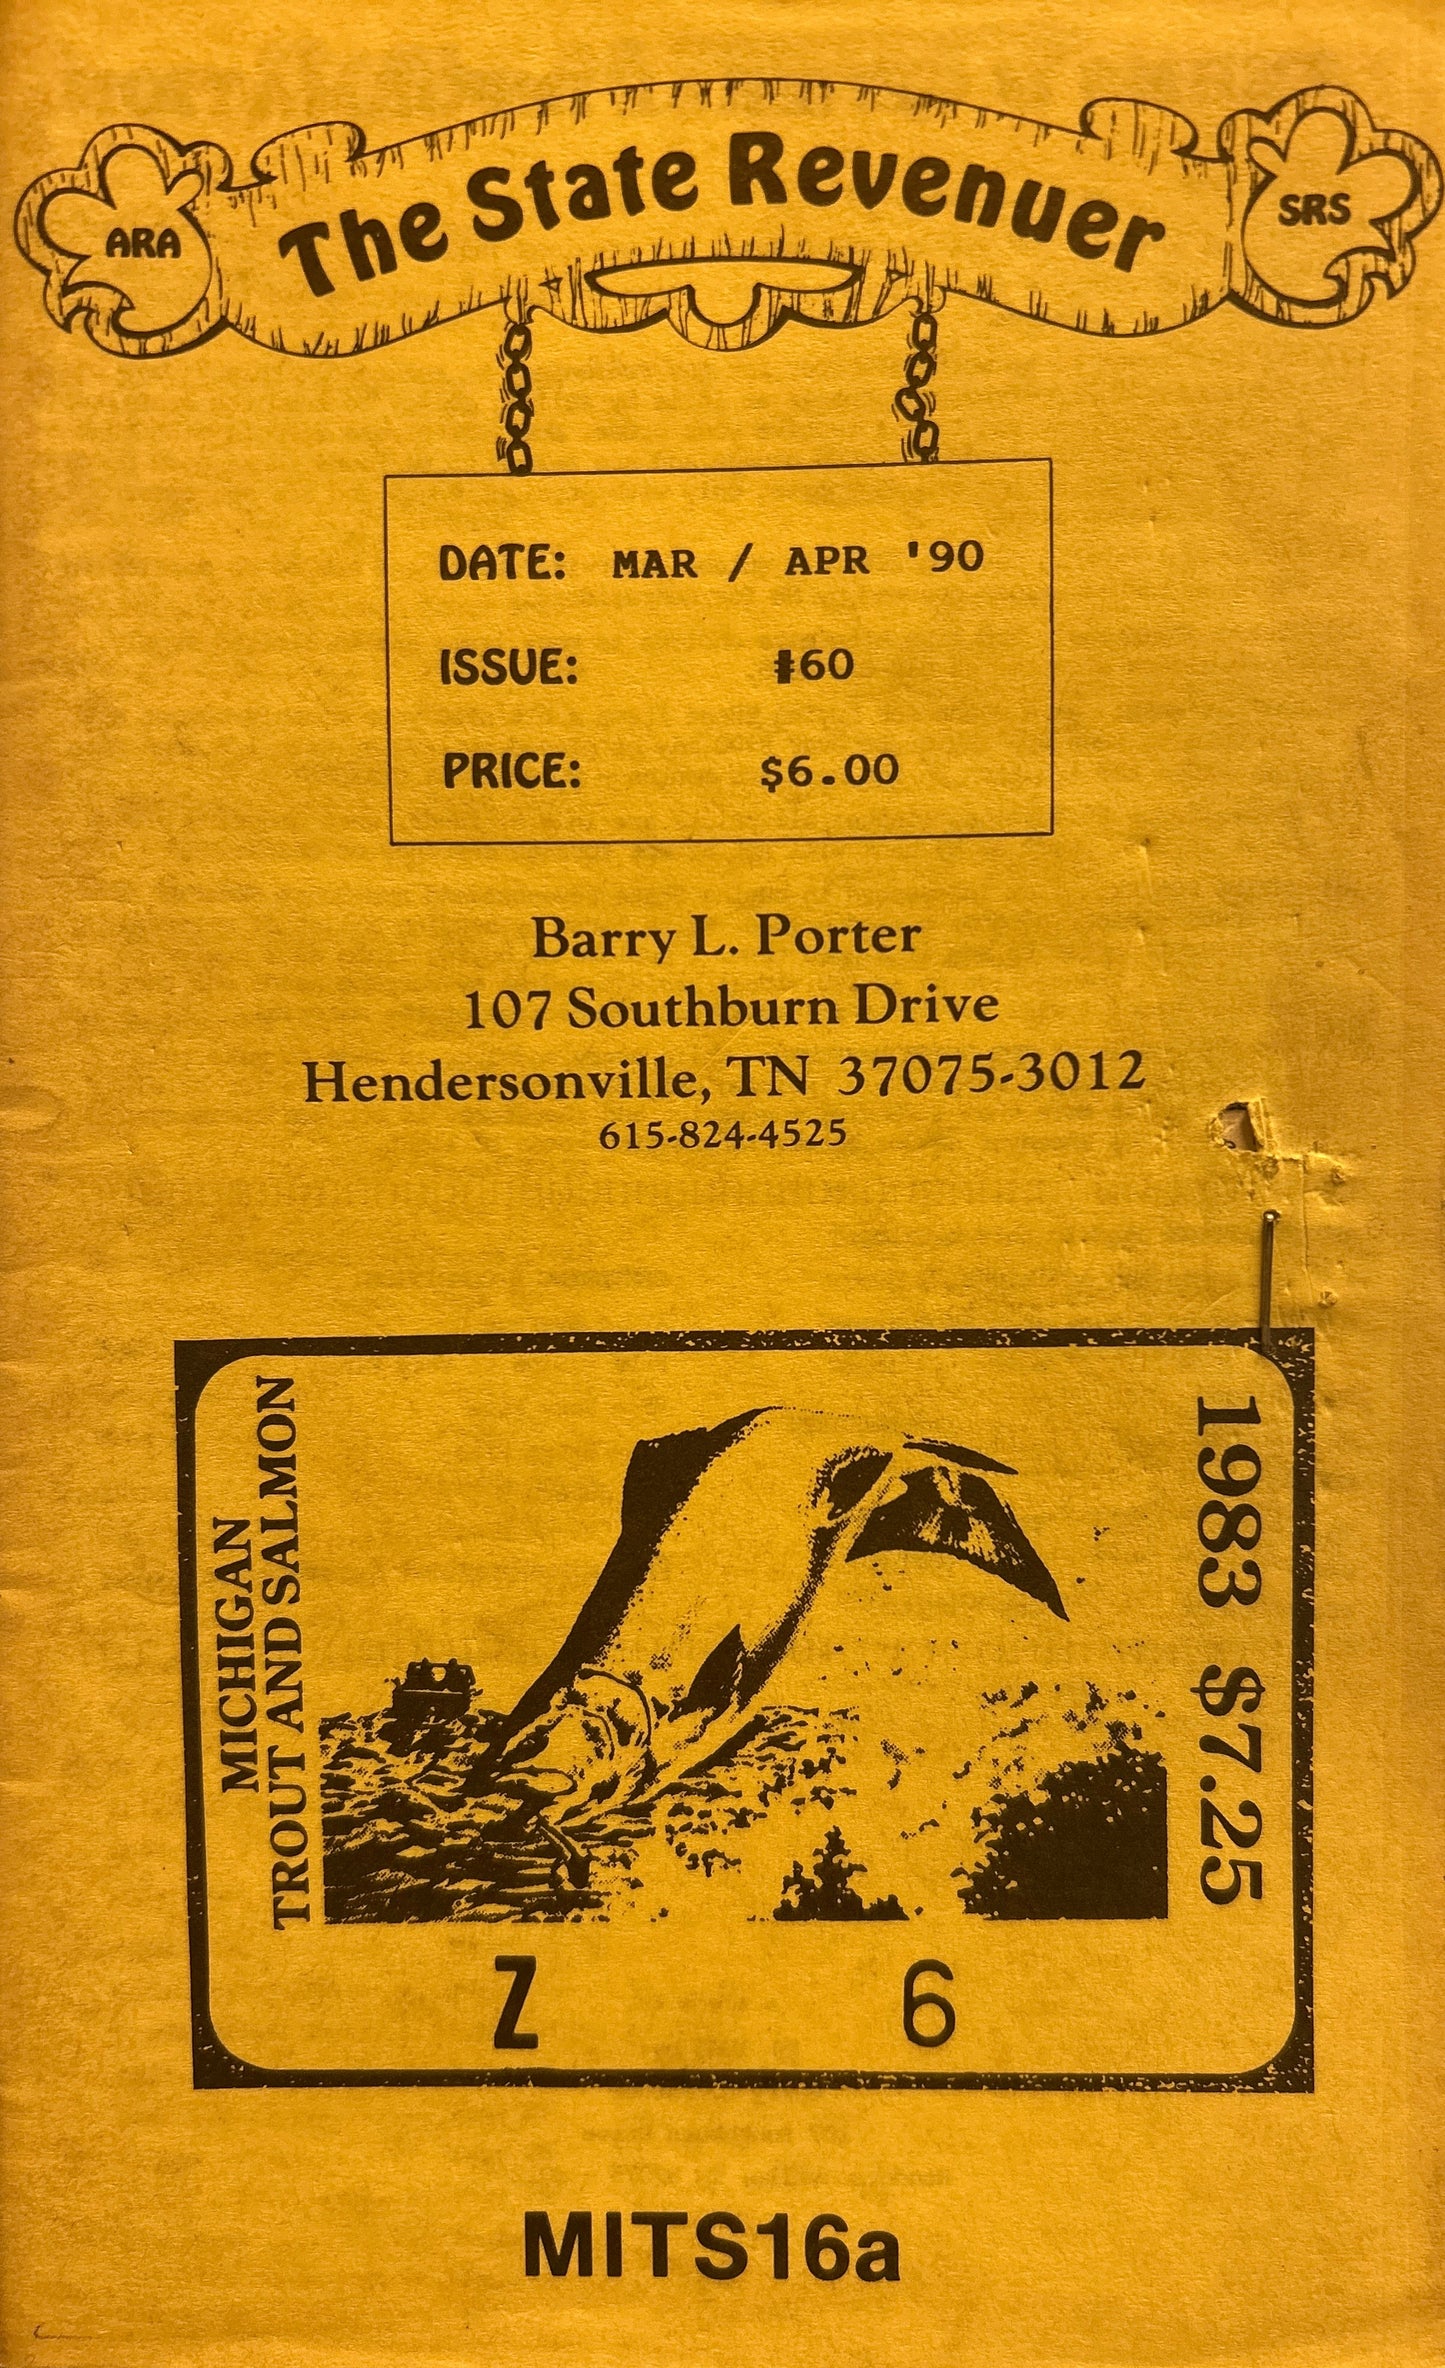 The State Revenuer
ARA
SRS
DATE: MAR / APR '90
ISSUE: #60
PRICE: $6.00
Barry L. Porter
107 Southburn Drive
Hendersonville, TN 37075-3012
615-824-4525
MICHIGAN
TROUT AND SALMON
1983 $7.25
Z 6
MITS16a